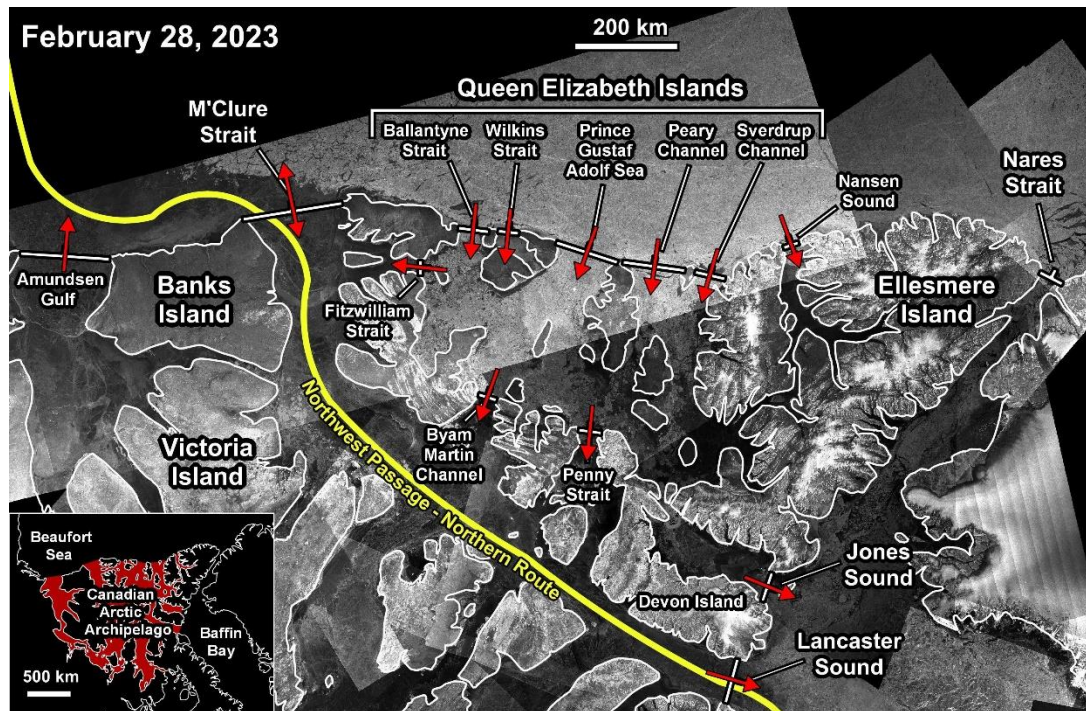 February 28, 2023
200 km
Queen Elizabeth Islands
M'Clure
Strait
Ballantyne
Strait
Wilkins
Strait
Prince
Gustaf
Adolf Sea
Peary
Channel
Sverdrup
Channel
Nansen
Sound
Nares
Strait
Amundsen
Gulf
Banks
Island
Fitzwilliam
Strait
Ellesmere
Island
Victoria
Island
Northwest Passage - Northern Route
Byam
Martin
Channel
Penny
Strait
Jones
Sound
Devon Island
Lancaster
Sound
Beaufort
Sea
Canadian
Arctic
Archipelago
Baffin
Bay
500 km